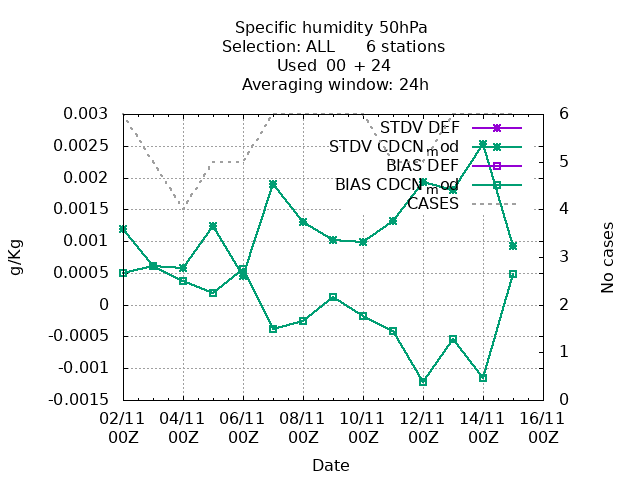 Specific humidity 50hPa
Selection: ALL 6 stations
Used 00 + 24
Averaging window: 24h
STDV DEF
STDV CDCN_mod
BIAS DEF
BIAS CDCN_mod
CASES
0.003
0.0025
0.002
0.0015
0.001
0.0005
0
-0.0005
-0.001
-0.0015
6
5
4
3
2
1
0
g/Kg
No cases
02/11 04/11 06/11 08/11 10/11 12/11 14/11 16/11
00Z 00Z 00Z 00Z 00Z 00Z 00Z 00Z
Date